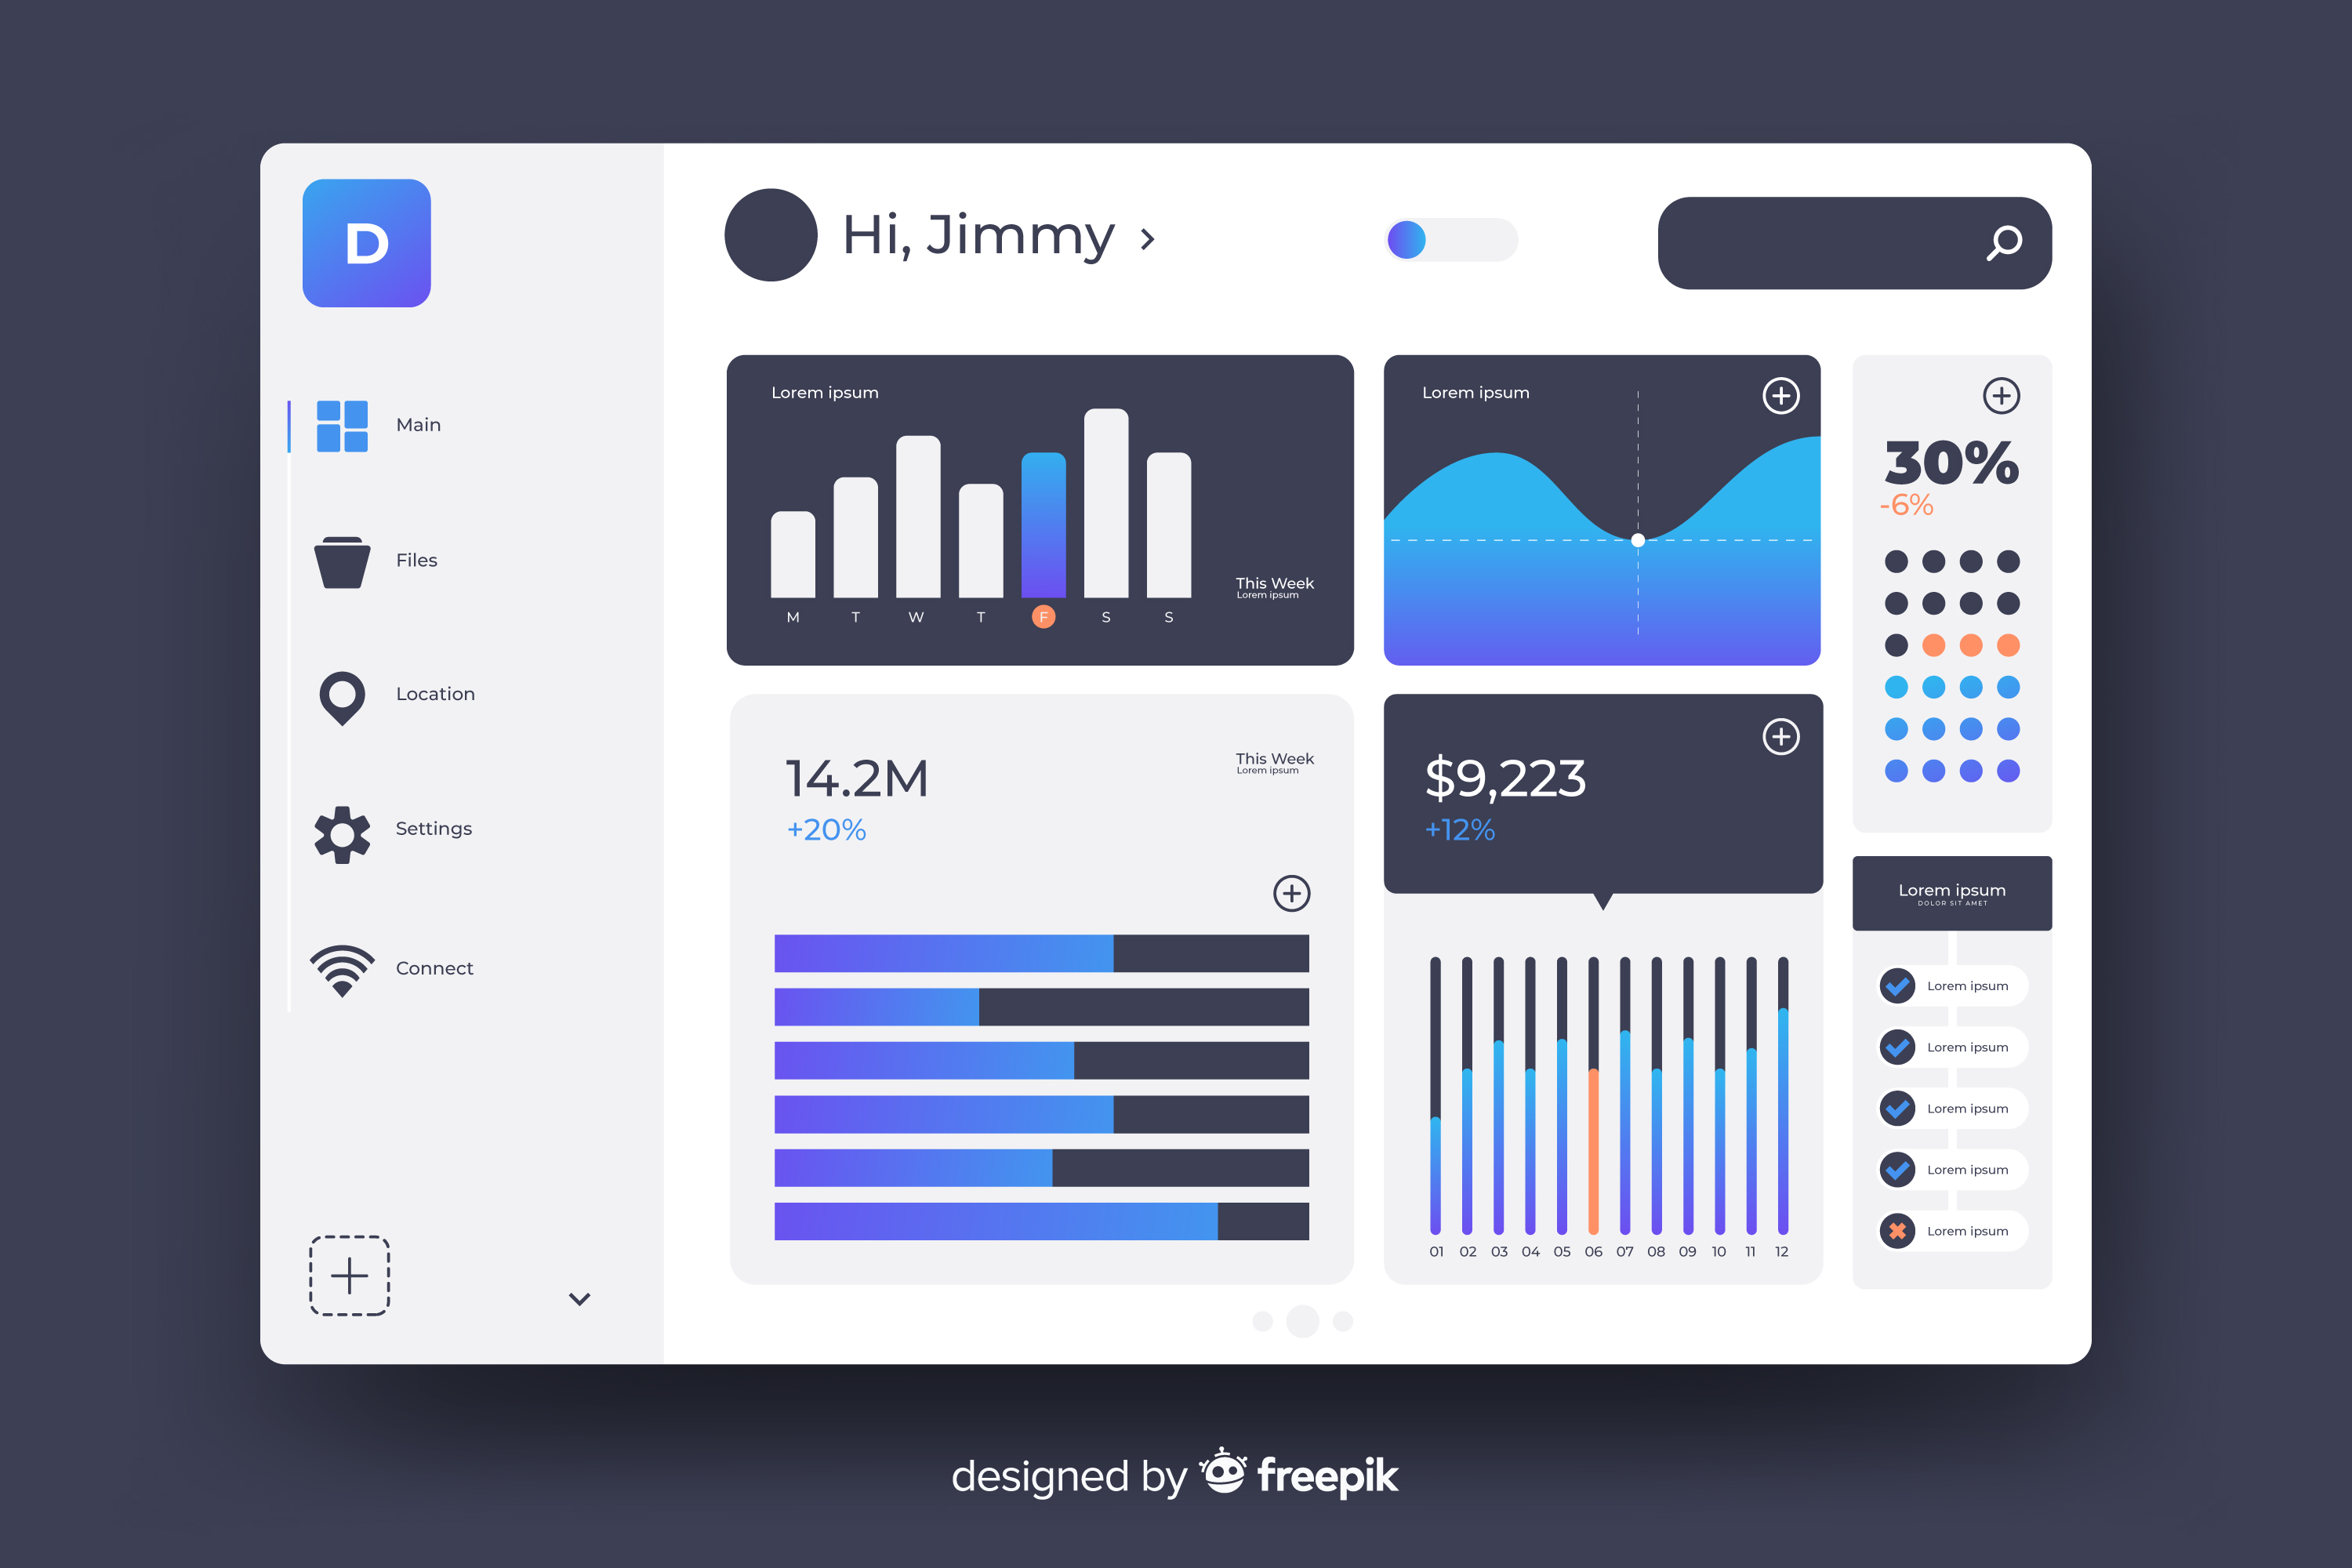 D
Hi, Jimmy
Main
Files
Location
Settings
Connect
Lorem ipsum
M T W T F S S
This Week
Lorem ipsum
Lorem ipsum
30%
-6%
14.2M
+20%
This Week
Lorem ipsum
$9,223
+12%
01 02 03 04 05 06 07 08 09 10 11 12
Lorem ipsum
DOLOR SIT AMET
Lorem ipsum
Lorem ipsum
Lorem ipsum
Lorem ipsum
Lorem ipsum
designed by freepik